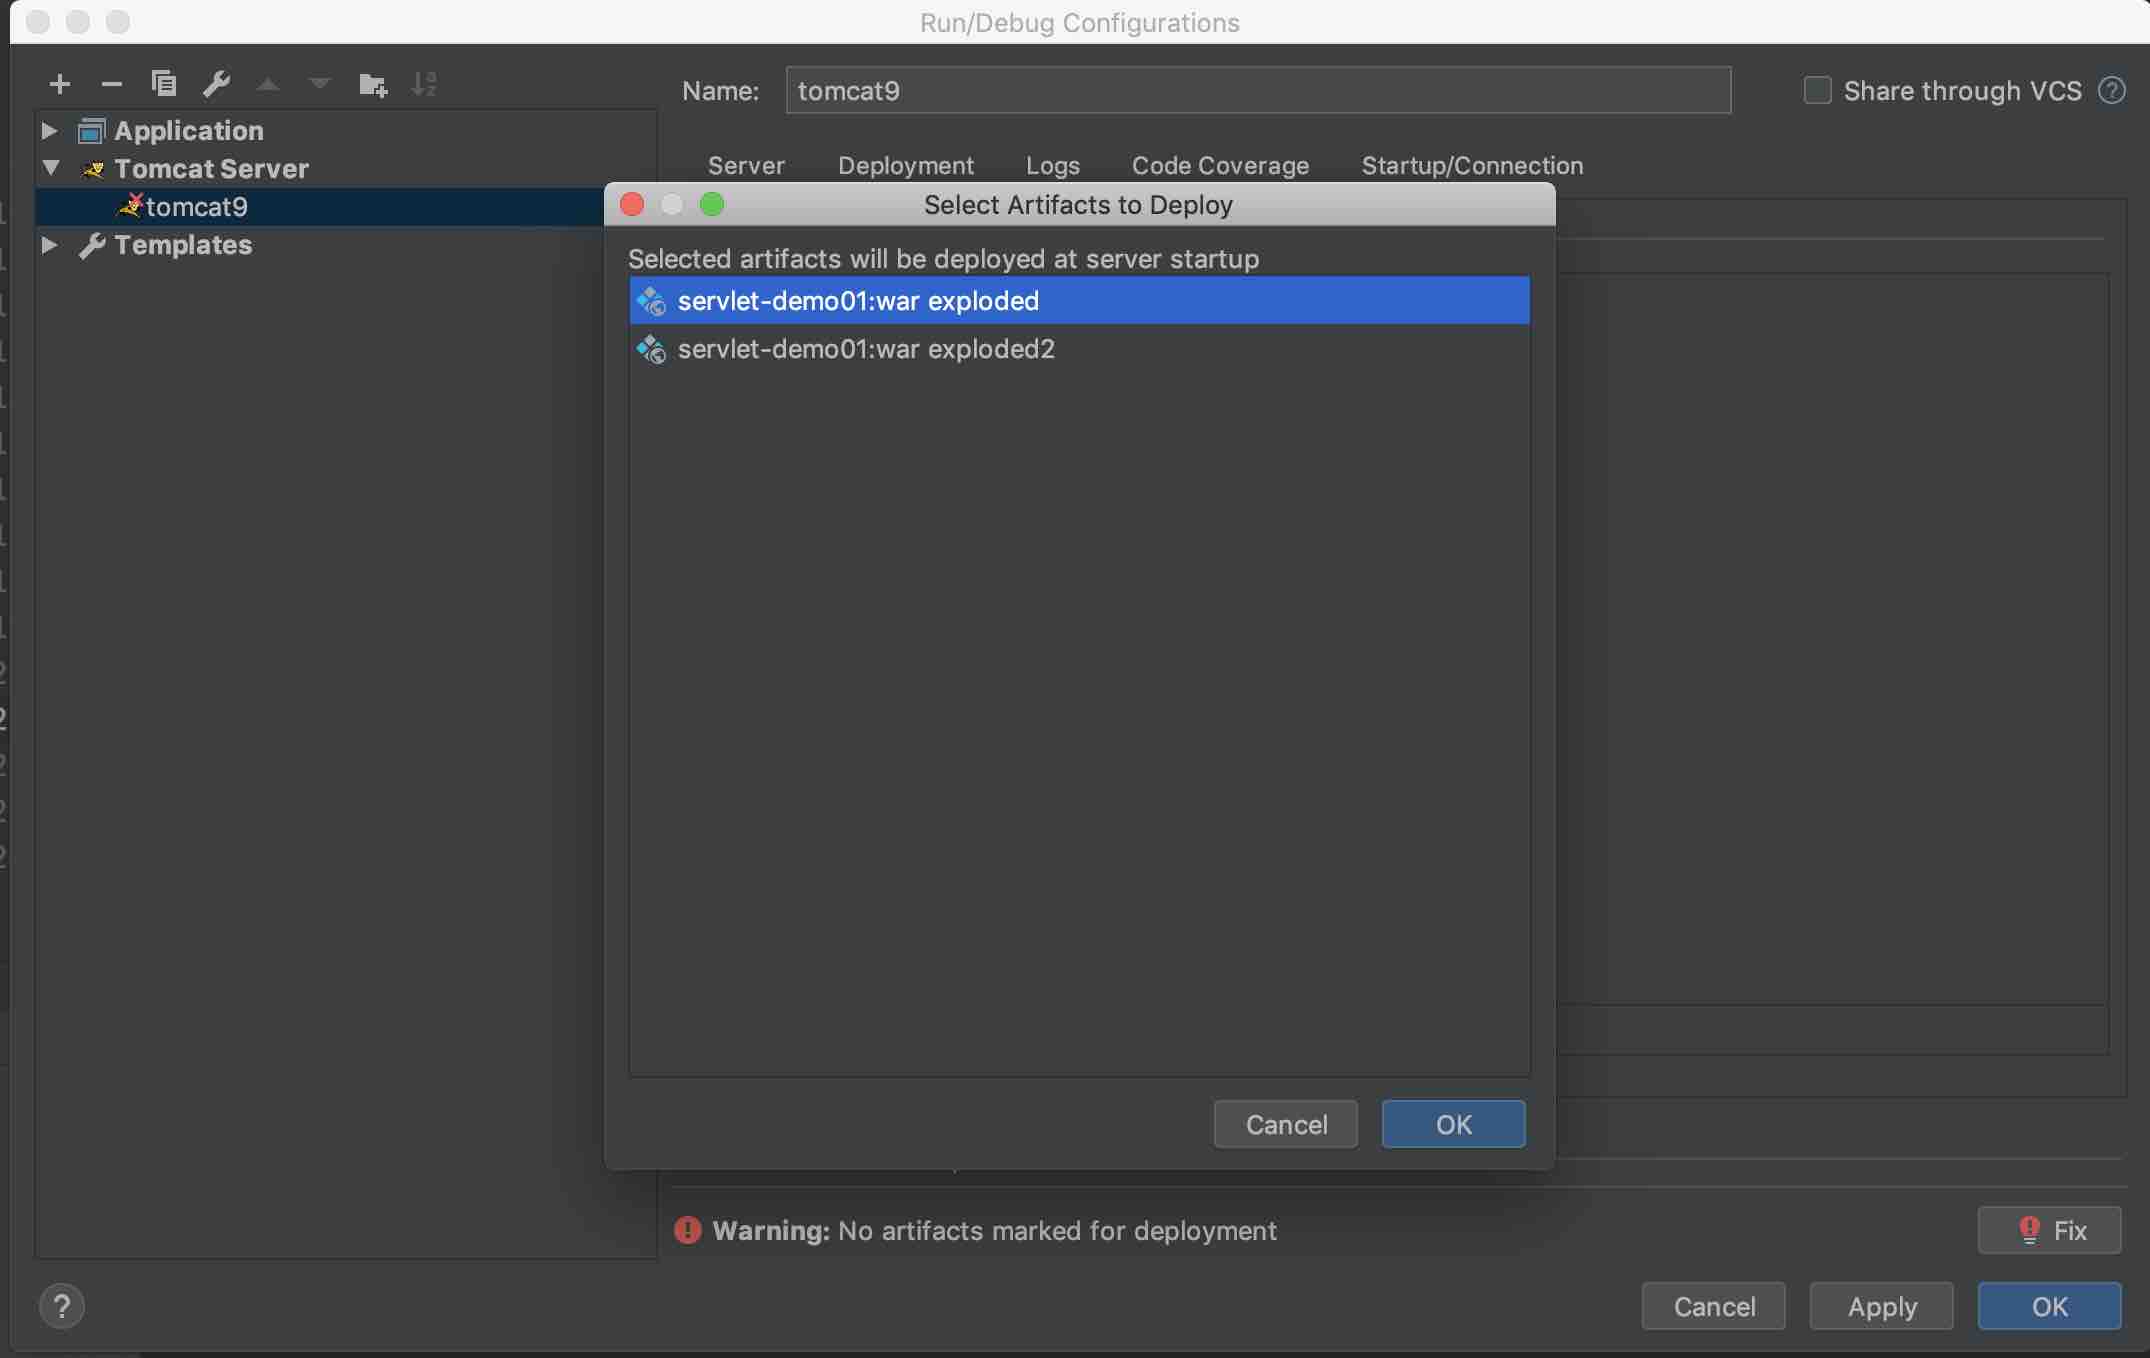 Run/Debug Configurations
Name: tomcat9 Share through VCS ?
Application
Tomcat Server
tomcat9
Templates
Server Deployment Logs Code Coverage Startup/Connection
Select Artifacts to Deploy
Selected artifacts will be deployed at server startup
servlet-demo01:war exploded
servlet-demo01:war exploded2
Cancel OK
Warning: No artifacts marked for deployment Fix
? Cancel Apply OK